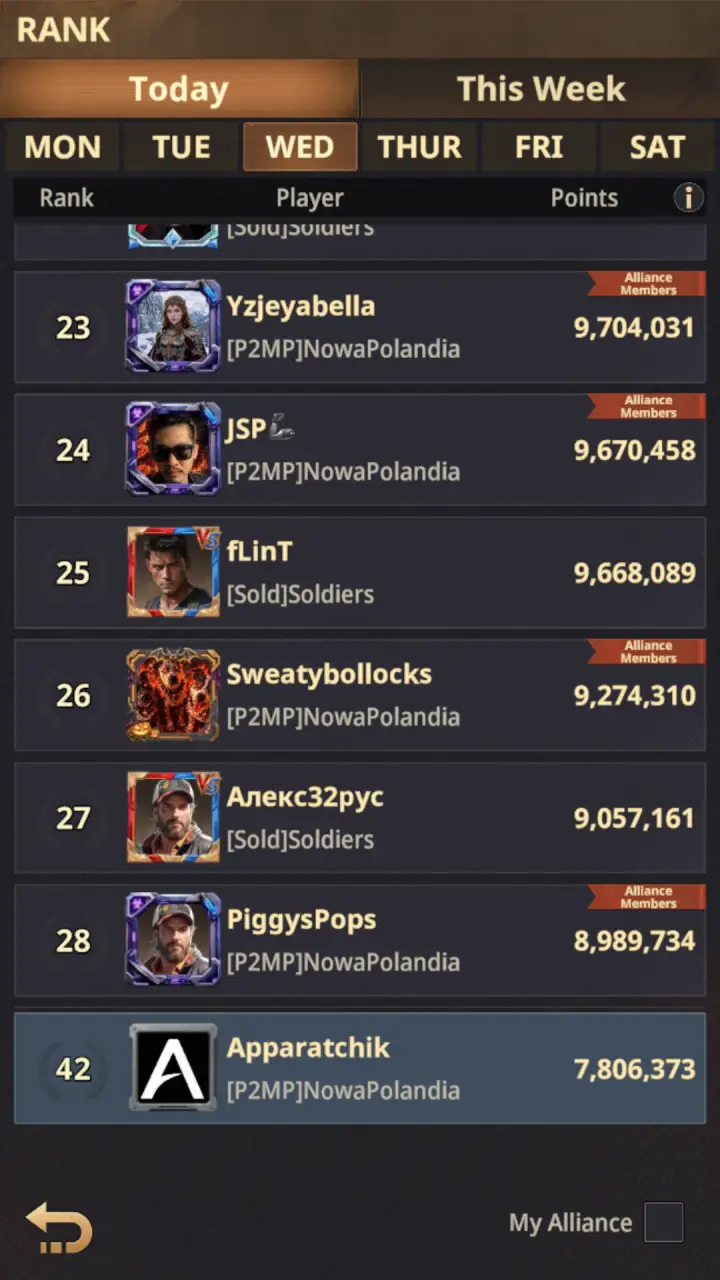 RANK
Today
This Week
MON
TUE
WED
THUR
FRI
SAT
Rank
Player
Points
i
[Sold]Soldiers
Alliance
Members
23
Yzjeyabella
9,704,031
[P2MP]NowaPolandia
Alliance
Members
24
JSP🦾
9,670,458
[P2MP]NowaPolandia
VS
25
fLinT
9,668,089
[Sold]Soldiers
Alliance
Members
26
Sweatybollocks
9,274,310
[P2MP]NowaPolandia
VS
27
Алекс32рус
9,057,161
[Sold]Soldiers
Alliance
Members
28
PiggysPops
8,989,734
[P2MP]NowaPolandia
42
A
Apparatchik
7,806,373
[P2MP]NowaPolandia
My Alliance